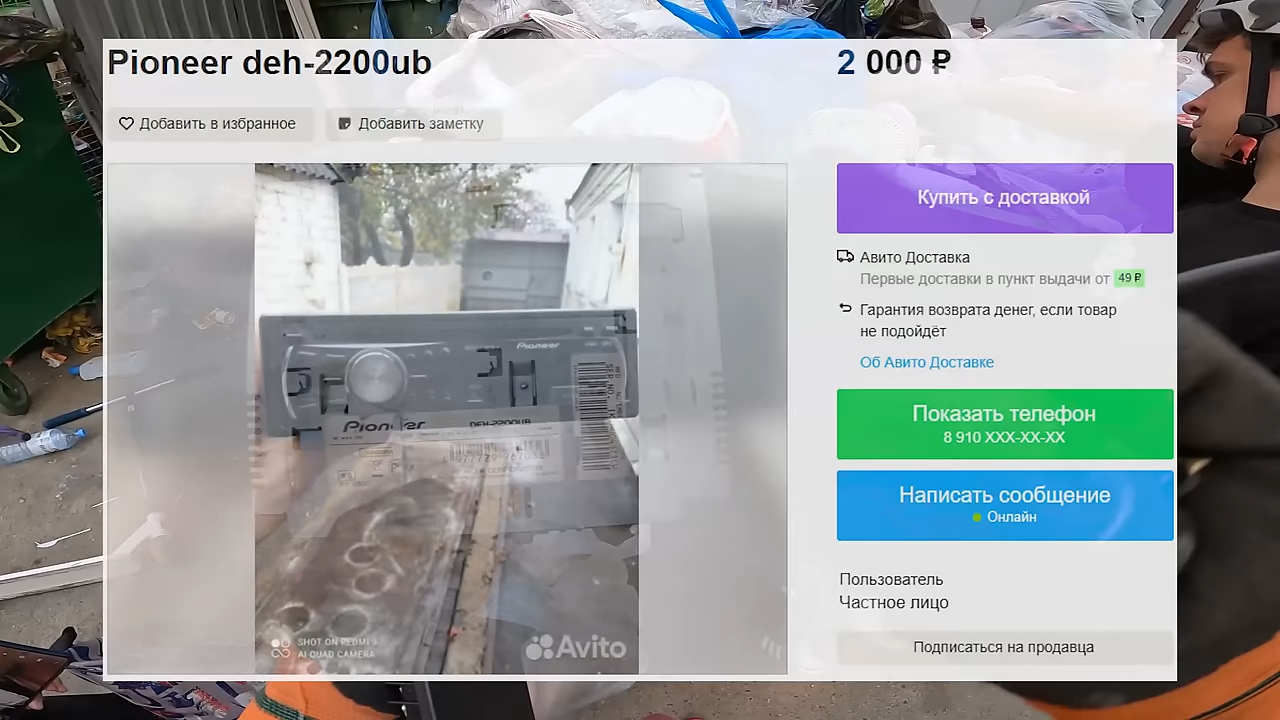 Pioneer deh-2200ub
2 000 ₽
Добавить в избранное
Добавить заметку
Купить с доставкой
Авито Доставка
Первые доставки в пункт выдачи от 49 ₽
Гарантия возврата денег, если товар
не подойдёт
Об Авито Доставке
Показать телефон
8 910 XXX-XX-XX
Написать сообщение
Онлайн
Пользователь
Частное лицо
Подписаться на продавца
Pioneer
Pioneer
DEH-2200UB
SHOT ON REDMI 9
AI QUAD CAMERA
Avito